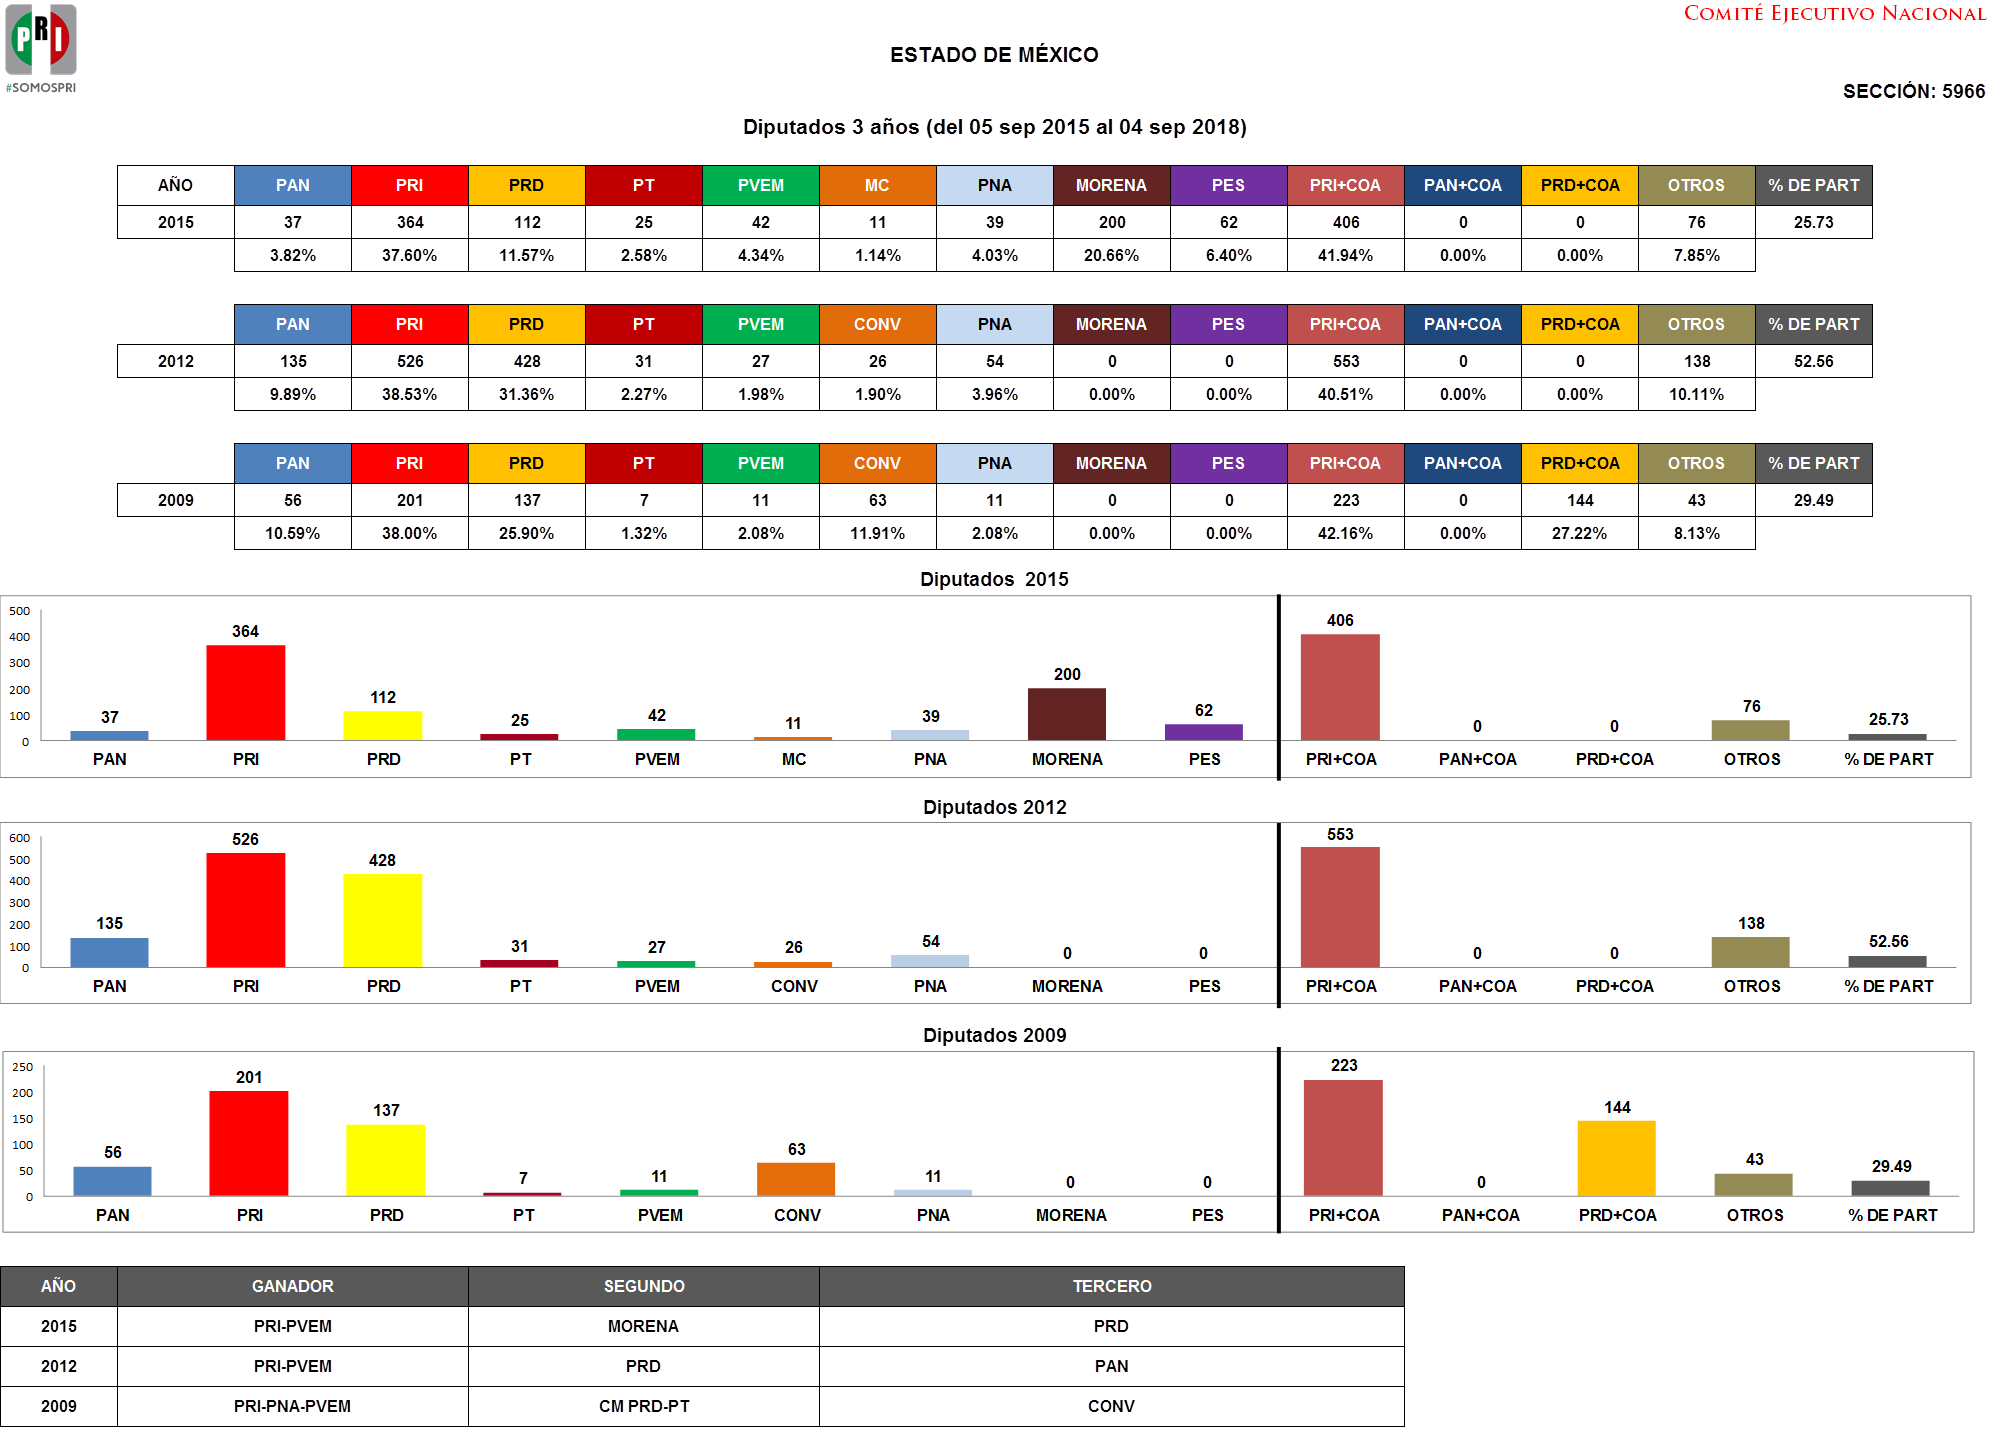 PRI
#SOMOSPRI
COMITÉ EJECUTIVO NACIONAL
ESTADO DE MÉXICO
SECCIÓN: 5966
Diputados 3 años (del 05 sep 2015 al 04 sep 2018)
AÑO PAN PRI PRD PT PVEM MC PNA MORENA PES PRI+COA PAN+COA PRD+COA OTROS % DE PART
2015 37 364 112 25 42 11 39 200 62 406 0 0 76 25.73
3.82% 37.60% 11.57% 2.58% 4.34% 1.14% 4.03% 20.66% 6.40% 41.94% 0.00% 0.00% 7.85%
PAN PRI PRD PT PVEM CONV PNA MORENA PES PRI+COA PAN+COA PRD+COA OTROS % DE PART
2012 135 526 428 31 27 26 54 0 0 553 0 0 138 52.56
9.89% 38.53% 31.36% 2.27% 1.98% 1.90% 3.96% 0.00% 0.00% 40.51% 0.00% 0.00% 10.11%
PAN PRI PRD PT PVEM CONV PNA MORENA PES PRI+COA PAN+COA PRD+COA OTROS % DE PART
2009 56 201 137 7 11 63 11 0 0 223 0 144 43 29.49
10.59% 38.00% 25.90% 1.32% 2.08% 11.91% 2.08% 0.00% 0.00% 42.16% 0.00% 27.22% 8.13%
Diputados 2015
500
400
300
200
100
0
37 364 112 25 42 11 39 200 62 406 0 0 76 25.73
PAN PRI PRD PT PVEM MC PNA MORENA PES PRI+COA PAN+COA PRD+COA OTROS % DE PART
Diputados 2012
600
500
400
300
200
100
0
135 526 428 31 27 26 54 0 0 553 0 0 138 52.56
PAN PRI PRD PT PVEM CONV PNA MORENA PES PRI+COA PAN+COA PRD+COA OTROS % DE PART
Diputados 2009
250
200
150
100
50
0
56 201 137 7 11 63 11 0 0 223 0 144 43 29.49
PAN PRI PRD PT PVEM CONV PNA MORENA PES PRI+COA PAN+COA PRD+COA OTROS % DE PART
AÑO GANADOR SEGUNDO TERCERO
2015 PRI-PVEM MORENA PRD
2012 PRI-PVEM PRD PAN
2009 PRI-PNA-PVEM CM PRD-PT CONV